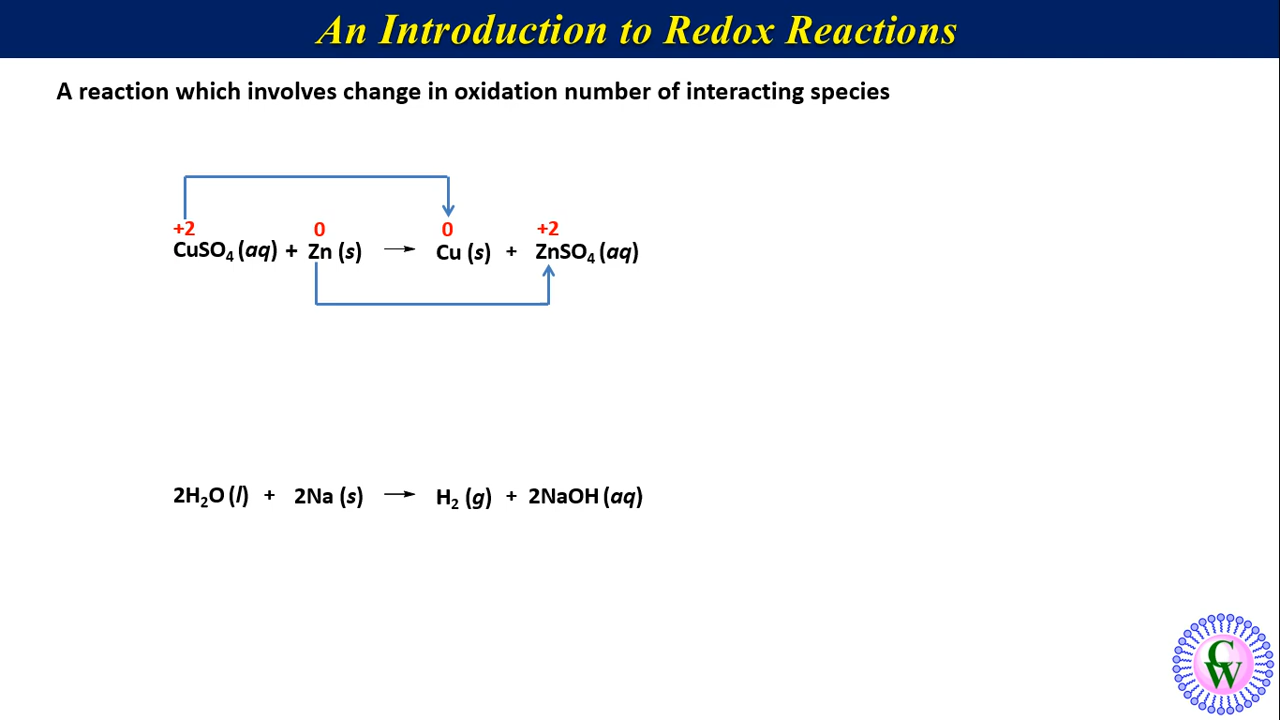 An Introduction to Redox Reactions
A reaction which involves change in oxidation number of interacting species
+2 0 0 +2
CuSO₄ (aq) + Zn (s) → Cu (s) + ZnSO₄ (aq)
2H₂O (l) + 2Na (s) → H₂ (g) + 2NaOH (aq)
CW